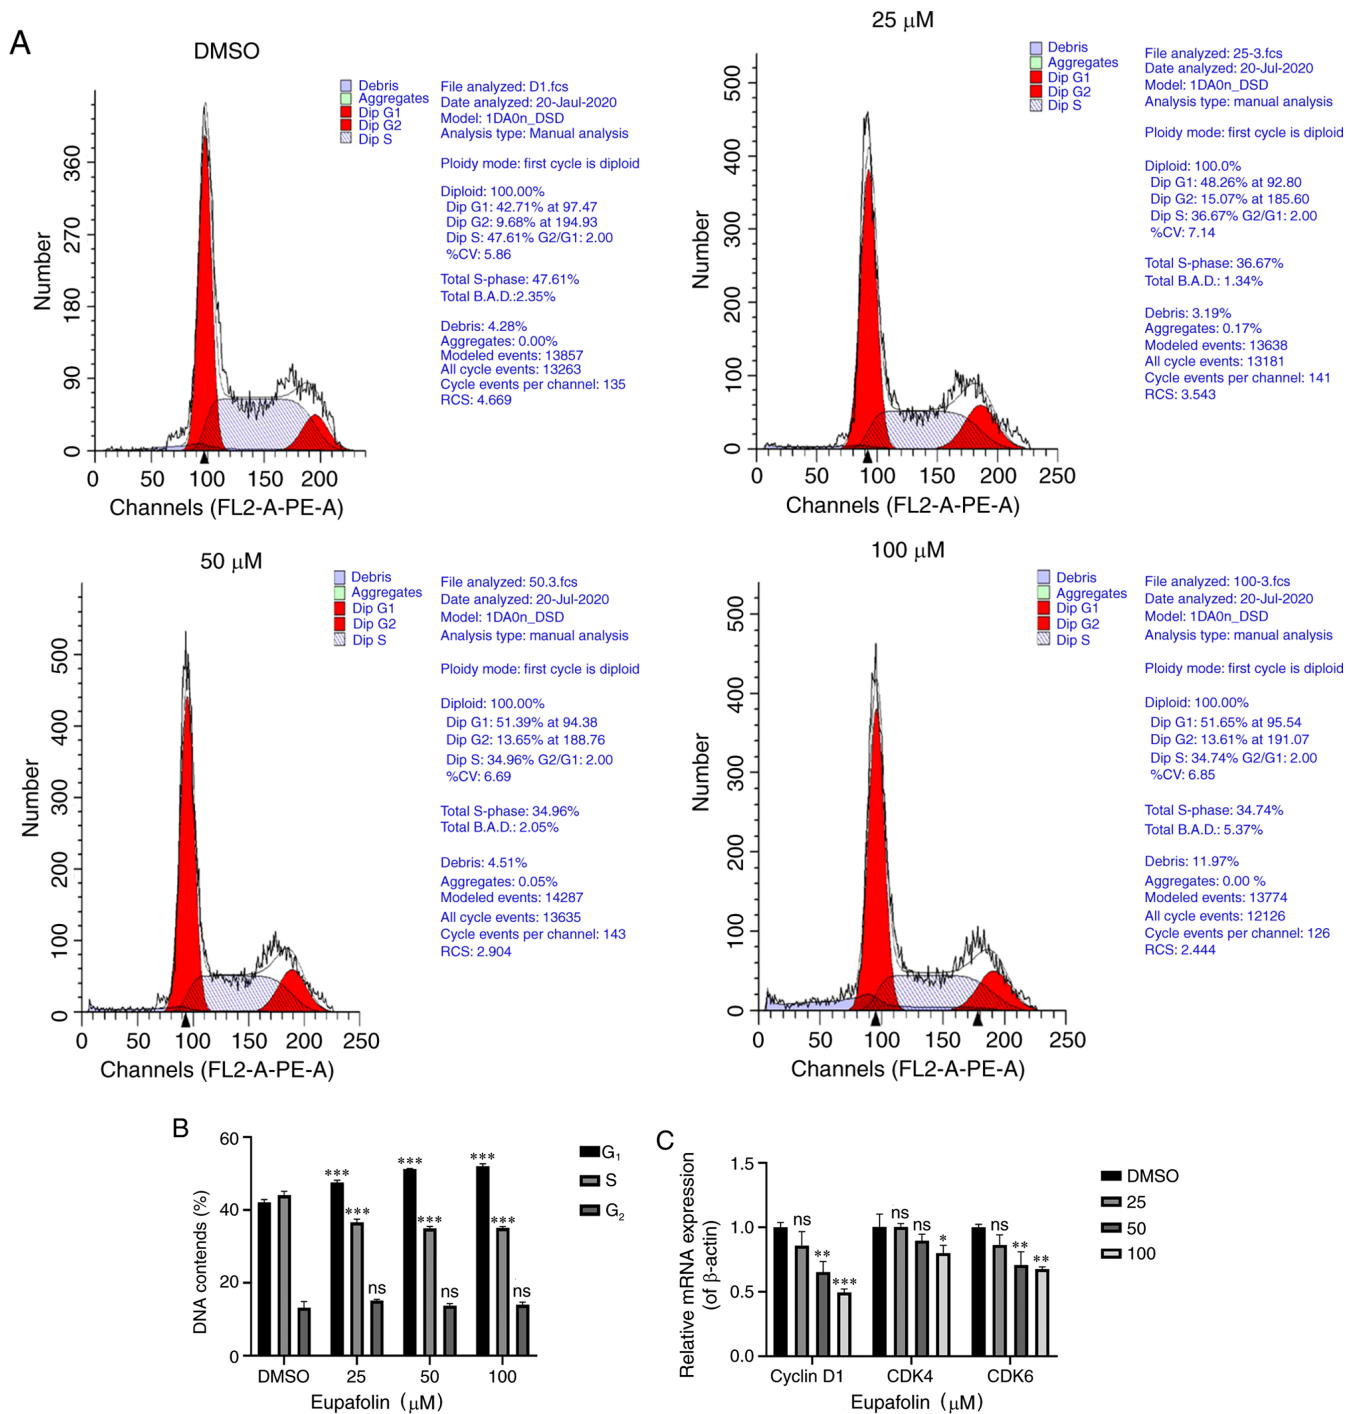 A
DMSO
Debris
Aggregates
Dip G1
Dip G2
Dip S
File analyzed: D1.fcs
Date analyzed: 20-Jaul-2020
Model: 1DA0n_DSD
Analysis type: Manual analysis
Ploidy mode: first cycle is diploid
Diploid: 100.00%
Dip G1: 42.71% at 97.47
Dip G2: 9.68% at 194.93
Dip S: 47.61% G2/G1: 2.00
%CV: 5.86
Total S-phase: 47.61%
Total B.A.D.:2.35%
Debris: 4.28%
Aggregates: 0.00%
Modeled events: 13857
All cycle events: 13263
Cycle events per channel: 135
RCS: 4.669
Number
360
270
180
90
0
0 50 100 150 200
Channels (FL2-A-PE-A)
25 μM
Debris
Aggregates
Dip G1
Dip G2
Dip S
File analyzed: 25-3.fcs
Date analyzed: 20-Jul-2020
Model: 1DA0n_DSD
Analysis type: manual analysis
Ploidy mode: first cycle is diploid
Diploid: 100.0%
Dip G1: 48.26% at 92.80
Dip G2: 15.07% at 185.60
Dip S: 36.67% G2/G1: 2.00
%CV: 7.14
Total S-phase: 36.67%
Total B.A.D.: 1.34%
Debris: 3.19%
Aggregates: 0.17%
Modeled events: 13638
All cycle events: 13181
Cycle events per channel: 141
RCS: 3.543
Number
500
400
300
200
100
0
0 50 100 150 200 250
Channels (FL2-A-PE-A)
50 μM
Debris
Aggregates
Dip G1
Dip G2
Dip S
File analyzed: 50.3.fcs
Date analyzed: 20-Jul-2020
Model: 1DA0n_DSD
Analysis type: manual analysis
Ploidy mode: first cycle is diploid
Diploid: 100.00%
Dip G1: 51.39% at 94.38
Dip G2: 13.65% at 188.76
Dip S: 34.96% G2/G1: 2.00
%CV: 6.69
Total S-phase: 34.96%
Total B.A.D.: 2.05%
Debris: 4.51%
Aggregates: 0.05%
Modeled events: 14287
All cycle events: 13635
Cycle events per channel: 143
RCS: 2.904
Number
500
400
300
200
100
0
0 50 100 150 200 250
Channels (FL2-A-PE-A)
100 μM
Debris
Aggregates
Dip G1
Dip G2
Dip S
File analyzed: 100-3.fcs
Date analyzed: 20-Jul-2020
Model: 1DA0n_DSD
Analysis type: manual analysis
Ploidy mode: first cycle is diploid
Diploid: 100.00%
Dip G1: 51.65% at 95.54
Dip G2: 13.61% at 191.07
Dip S: 34.74% G2/G1: 2.00
%CV: 6.85
Total S-phase: 34.74%
Total B.A.D.: 5.37%
Debris: 11.97%
Aggregates: 0.00 %
Modeled events: 13774
All cycle events: 12126
Cycle events per channel: 126
RCS: 2.444
Number
500
400
300
200
100
0
0 50 100 150 200 250
Channels (FL2-A-PE-A)
B
DNA contends (%)
60
40
20
0
*** *** ns
*** *** ns
*** *** ns
G1
S
G2
DMSO 25 50 100
Eupafolin (μM)
C
Relative mRNA expression
(of β-actin)
1.5
1.0
0.5
0.0
ns ** ***
ns ns *
ns ** **
DMSO
25
50
100
Cyclin D1 CDK4 CDK6
Eupafolin (μM)